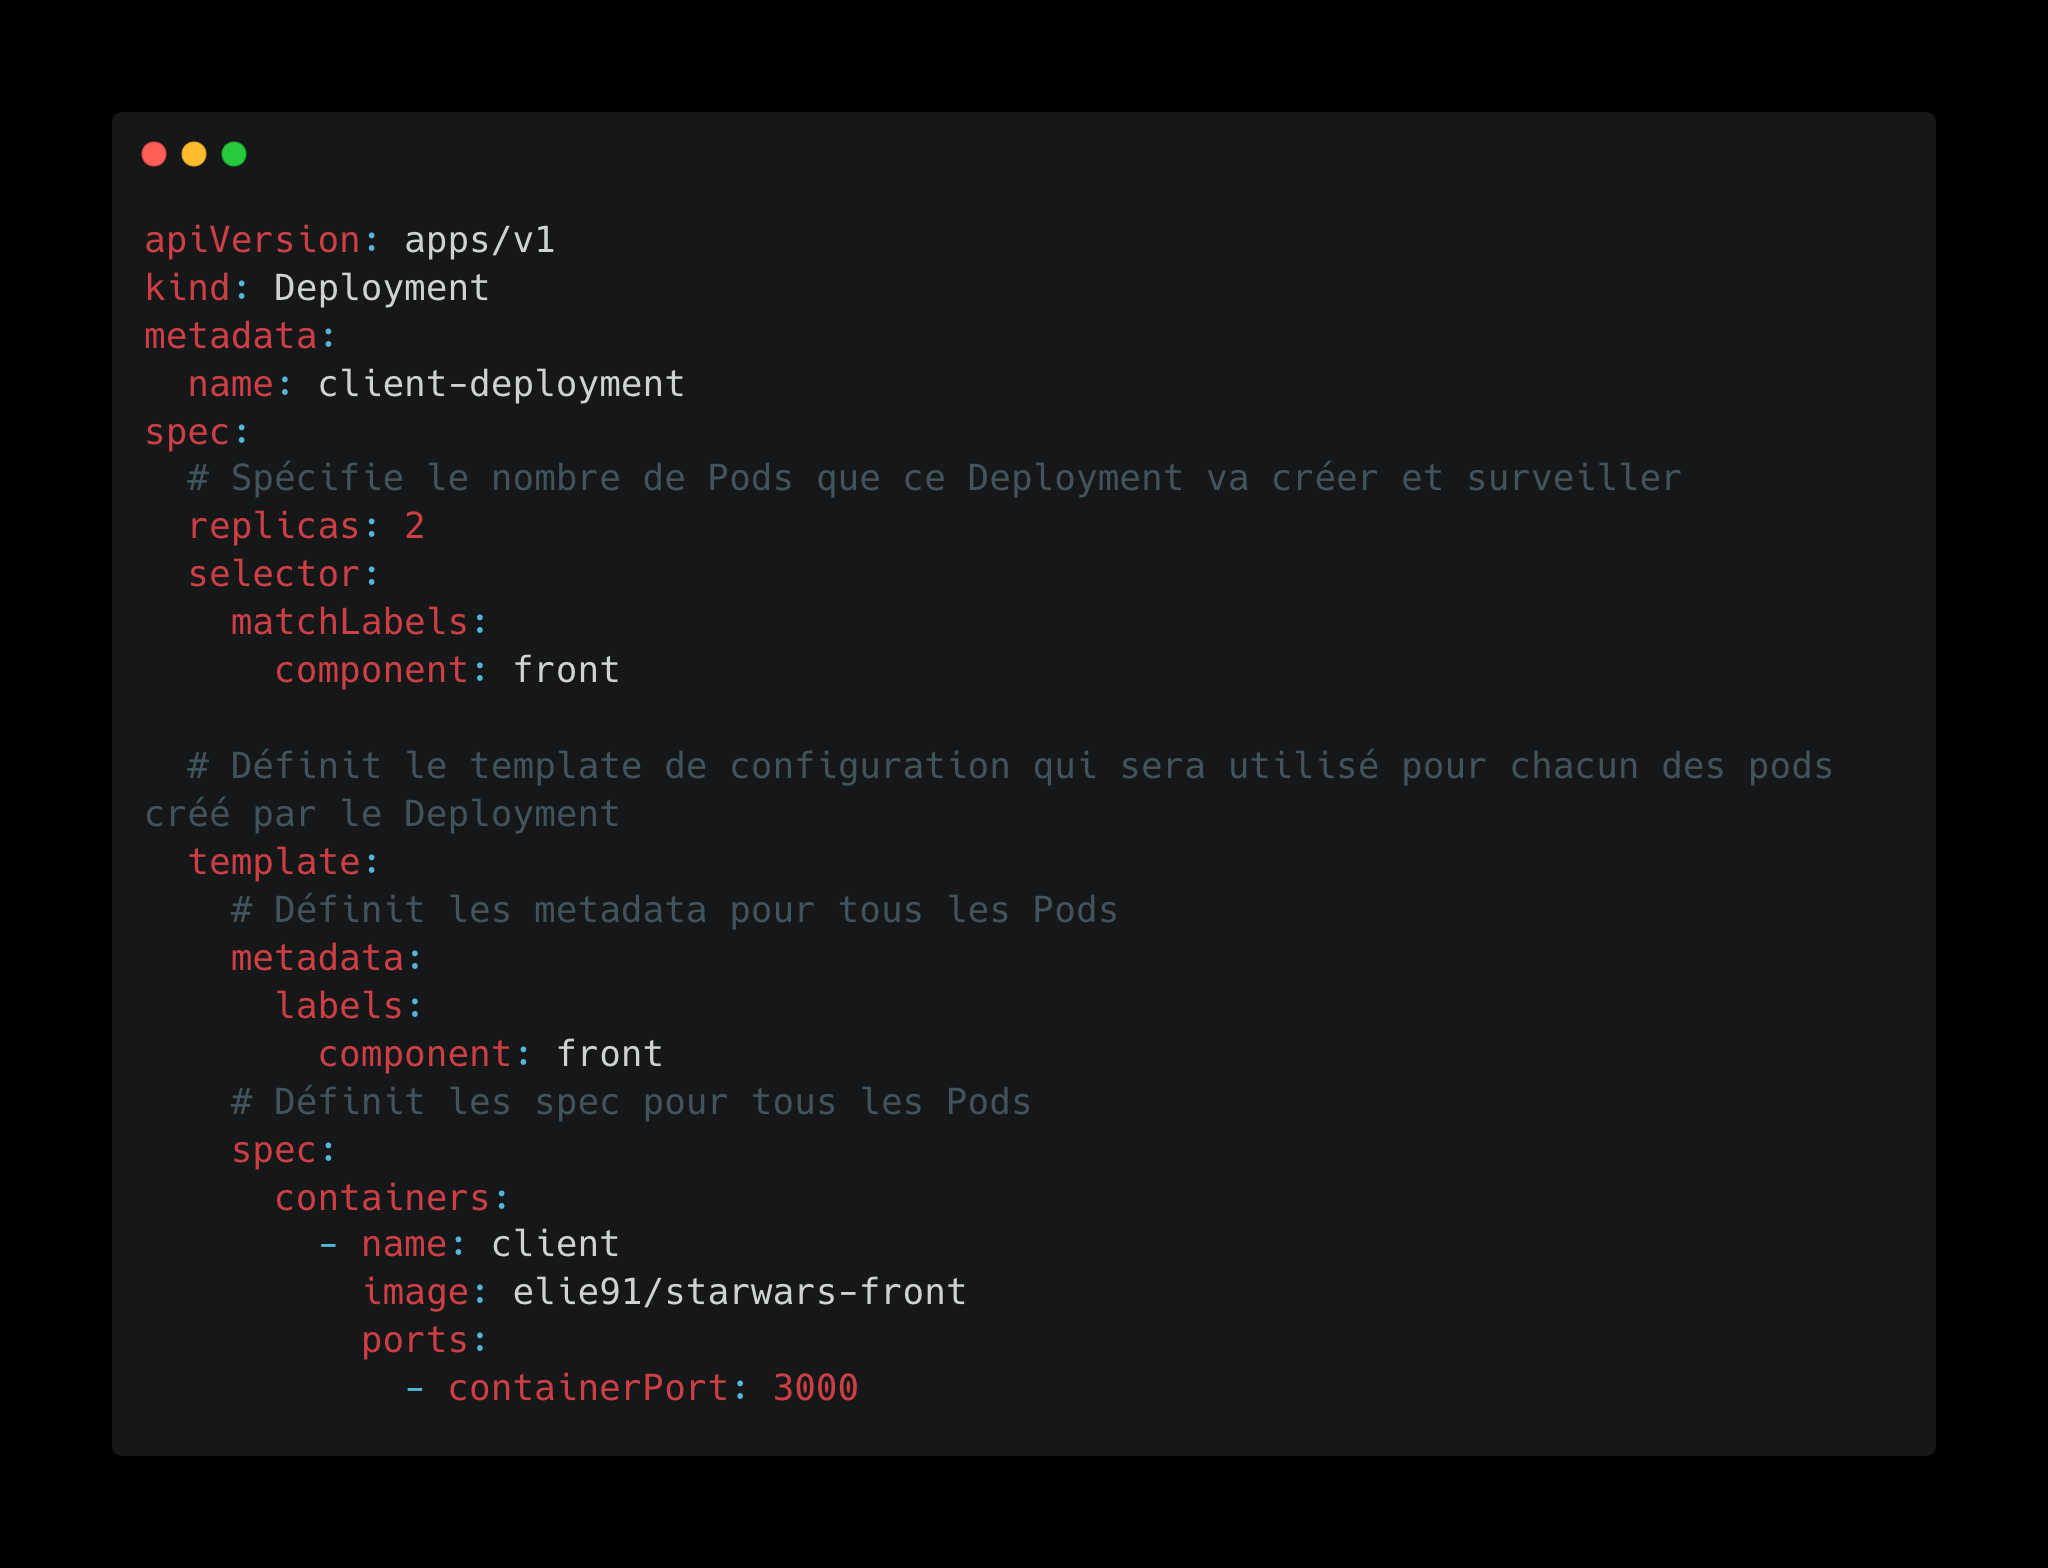 apiVersion: apps/v1
kind: Deployment
metadata:
  name: client-deployment
spec:
  # Spécifie le nombre de Pods que ce Deployment va créer et surveiller
  replicas: 2
  selector:
    matchLabels:
      component: front

  # Définit le template de configuration qui sera utilisé pour chacun des pods
créé par le Deployment
  template:
    # Définit les metadata pour tous les Pods
    metadata:
      labels:
        component: front
    # Définit les spec pour tous les Pods
    spec:
      containers:
        - name: client
          image: elie91/starwars-front
          ports:
            - containerPort: 3000